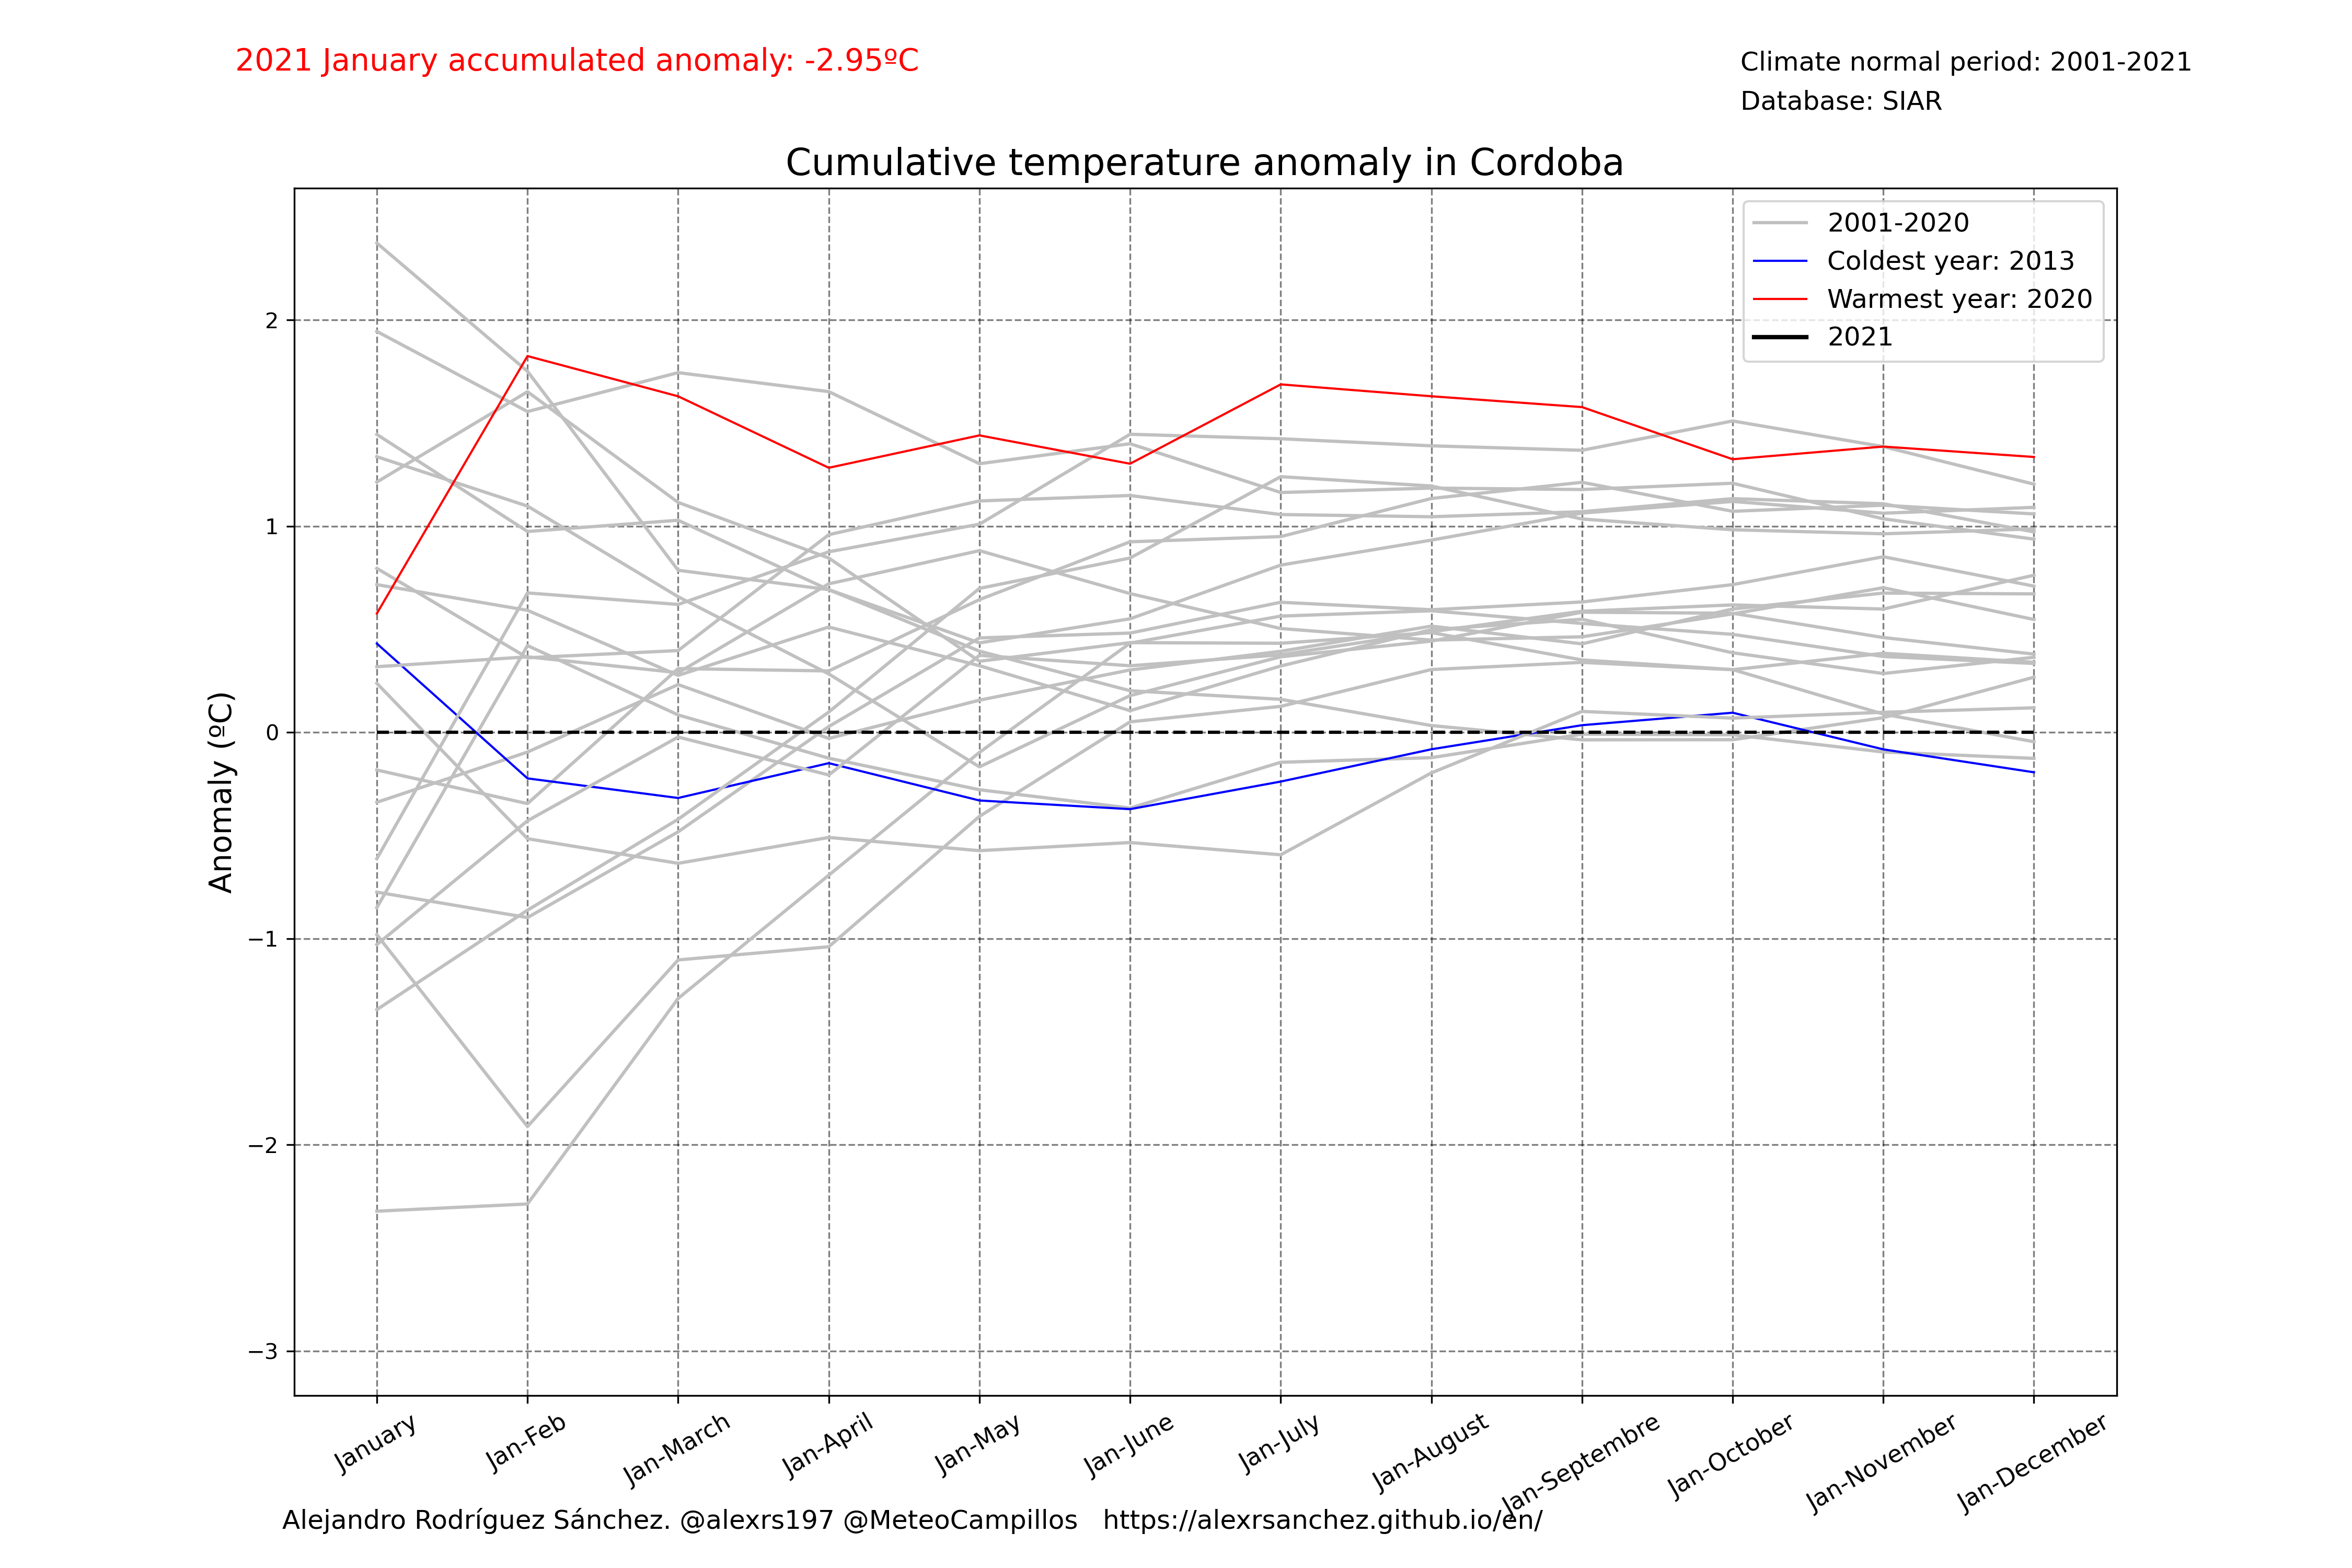 2021 January accumulated anomaly: -2.95ºC
Climate normal period: 2001-2021
Database: SIAR
Cumulative temperature anomaly in Cordoba
2001-2020
Coldest year: 2013
Warmest year: 2020
2021
Anomaly (ºC)
2
1
0
−1
−2
−3
January
Jan-Feb
Jan-March
Jan-April
Jan-May
Jan-June
Jan-July
Jan-August
Jan-Septembre
Jan-October
Jan-November
Jan-December
Alejandro Rodríguez Sánchez. @alexrs197 @MeteoCampillos   https://alexrsanchez.github.io/en/